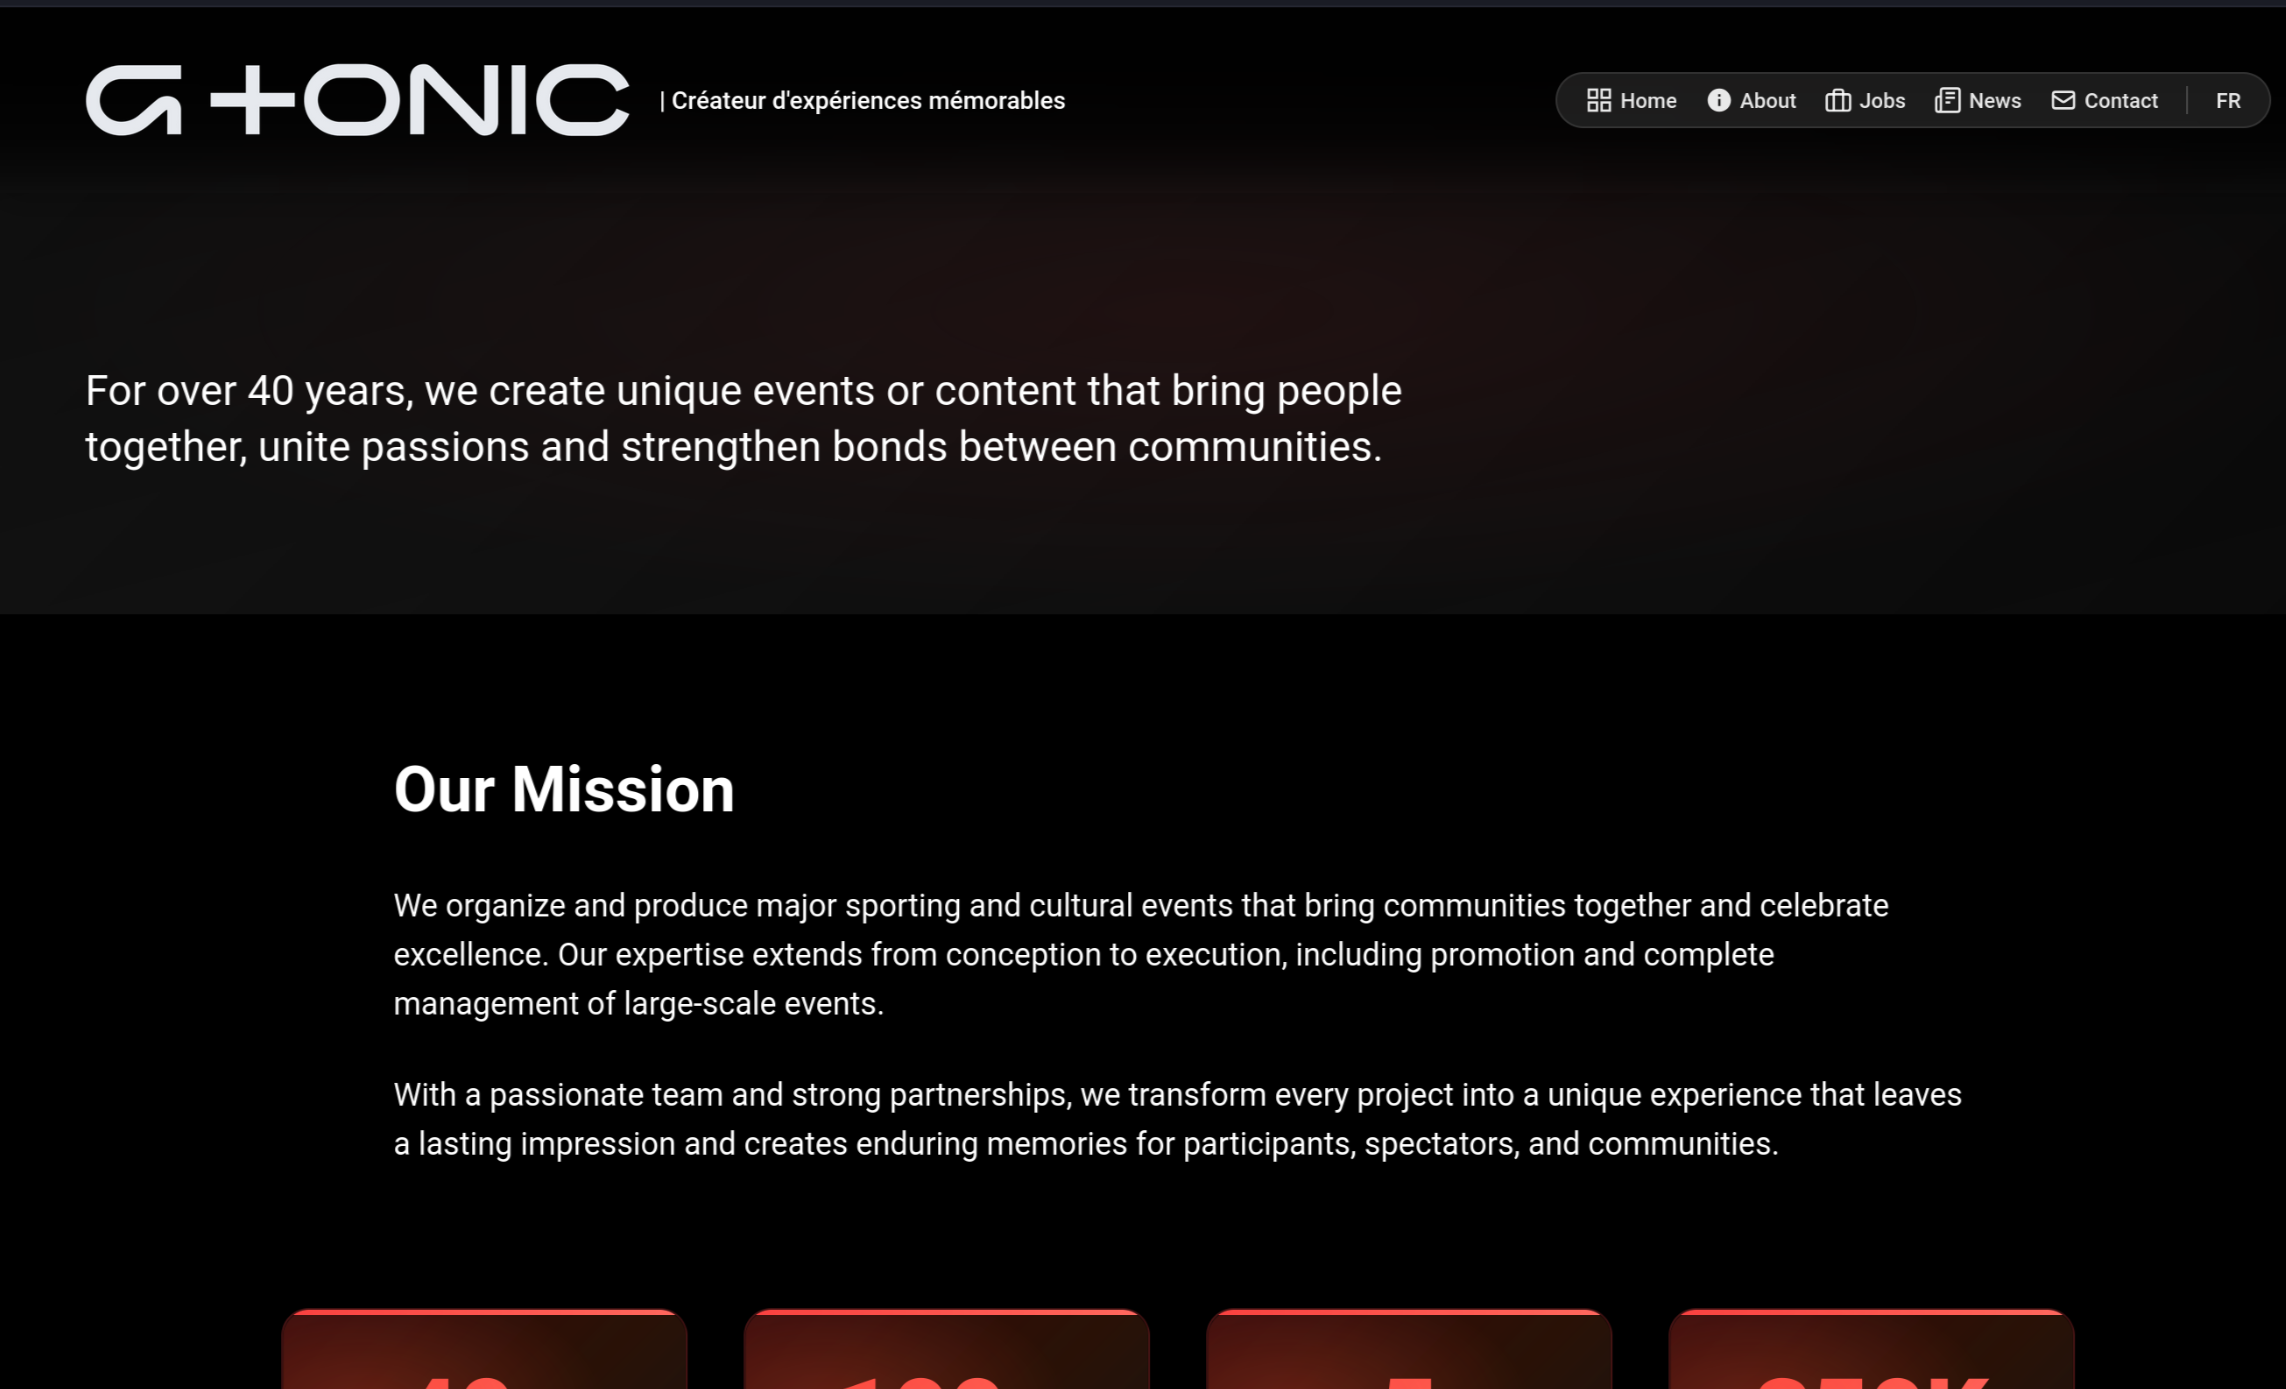 G +ONIC
| Créateur d'expériences mémorables
Home
About
Jobs
News
Contact
FR
For over 40 years, we create unique events or content that bring people
together, unite passions and strengthen bonds between communities.
Our Mission
We organize and produce major sporting and cultural events that bring communities together and celebrate
excellence. Our expertise extends from conception to execution, including promotion and complete
management of large-scale events.
With a passionate team and strong partnerships, we transform every project into a unique experience that leaves
a lasting impression and creates enduring memories for participants, spectators, and communities.